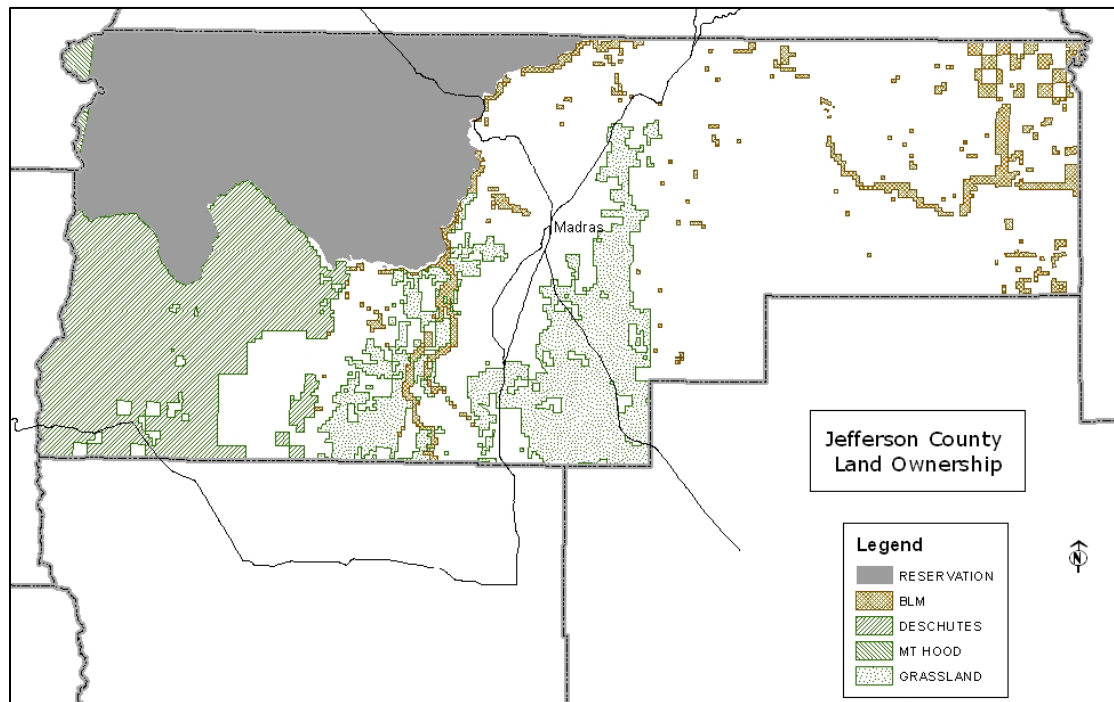 Madras
Jefferson County
Land Ownership
Legend
RESERVATION
BLM
DESCHUTES
MT HOOD
GRASSLAND
N